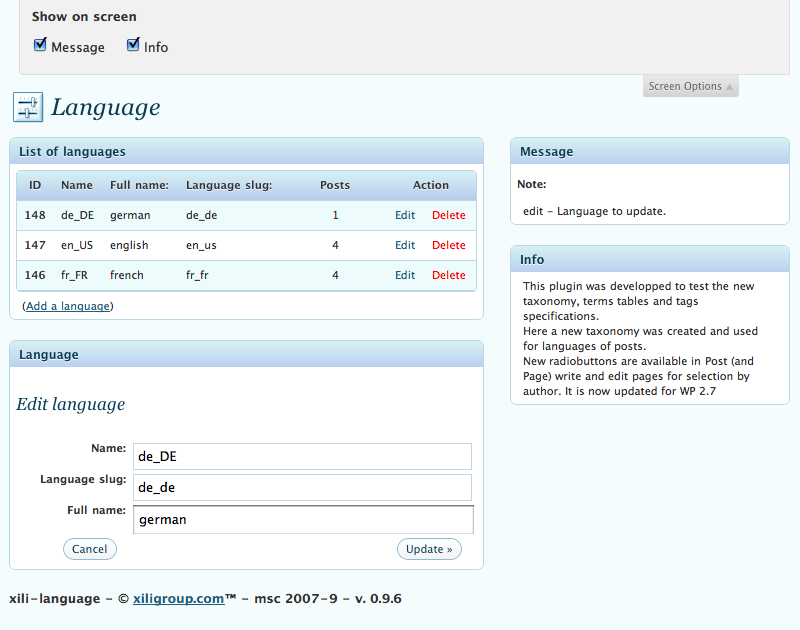 Show on screen
Message Info
Screen Options
Language
List of languages
ID Name Full name: Language slug: Posts Action
148 de_DE german de_de 1 Edit Delete
147 en_US english en_us 4 Edit Delete
146 fr_FR french fr_fr 4 Edit Delete
(Add a language)
Language
Edit language
Name: de_DE
Language slug: de_de
Full name: german
Cancel Update »
Message
Note:
edit - Language to update.
Info
This plugin was developped to test the new
taxonomy, terms tables and tags
specifications.
Here a new taxonomy was created and used
for languages of posts.
New radiobuttons are available in Post (and
Page) write and edit pages for selection by
author. It is now updated for WP 2.7
xili-language - © xiligroup.com™ - msc 2007-9 - v. 0.9.6